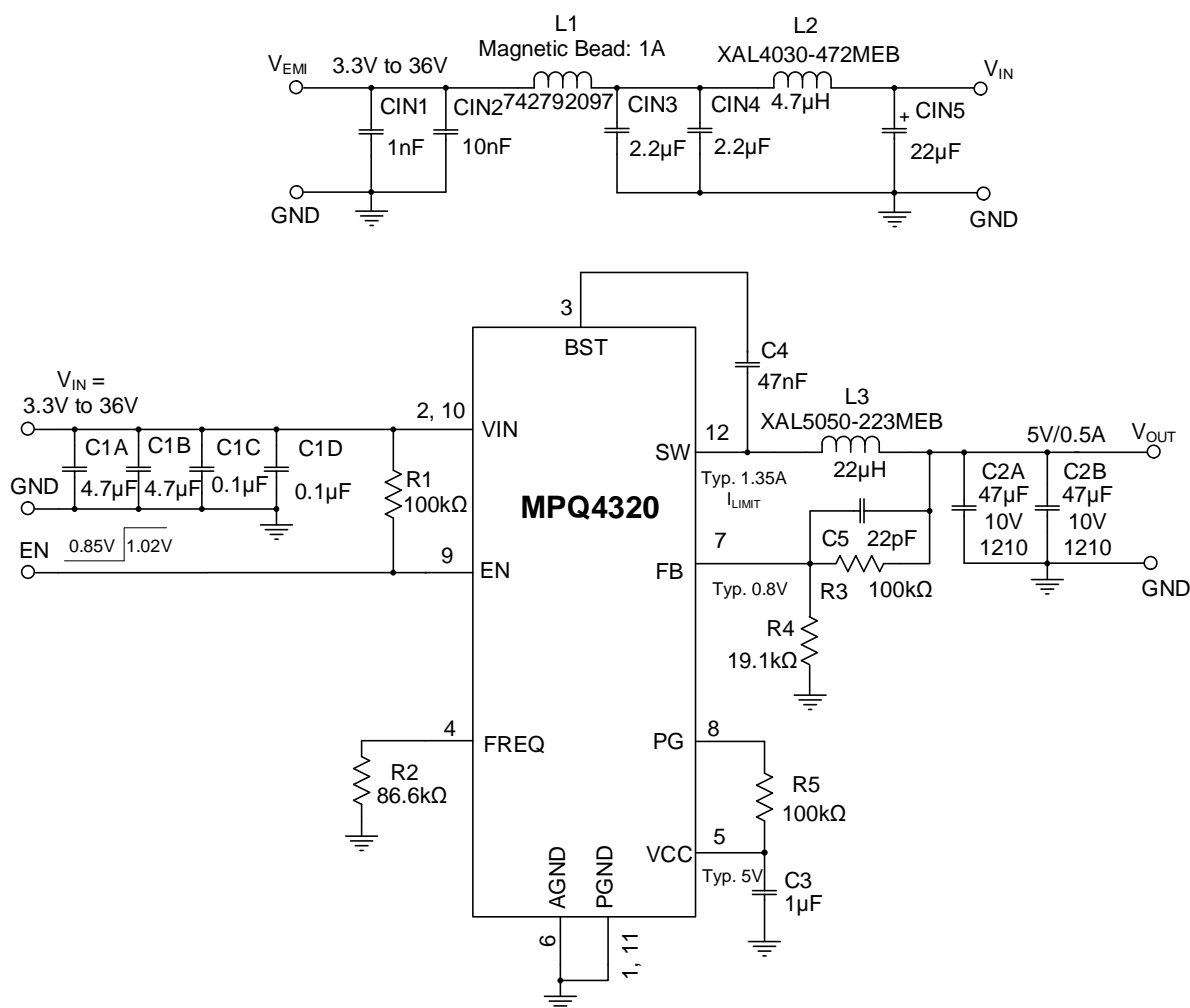 L1
Magnetic Bead: 1A
742792097
L2
XAL4030-472MEB
4.7µH
VEMI
3.3V to 36V
VIN
CIN1
1nF
CIN2
10nF
CIN3
2.2µF
CIN4
2.2µF
+ CIN5
22µF
GND
GND
3
BST
C4
47nF
VIN =
3.3V to 36V
2, 10
VIN
C1A
4.7µF
C1B
4.7µF
C1C
0.1µF
C1D
0.1µF
GND
R1
100kΩ
EN
0.85V
1.02V
9
EN
MPQ4320
12
SW
Typ. 1.35A
ILIMIT
L3
XAL5050-223MEB
22µH
5V/0.5A
VOUT
C2A
47µF
10V
1210
C2B
47µF
10V
1210
GND
7
FB
Typ. 0.8V
C5
22pF
R3
100kΩ
R4
19.1kΩ
4
FREQ
R2
86.6kΩ
8
PG
R5
100kΩ
5
VCC
Typ. 5V
C3
1µF
AGND
PGND
6
1, 11